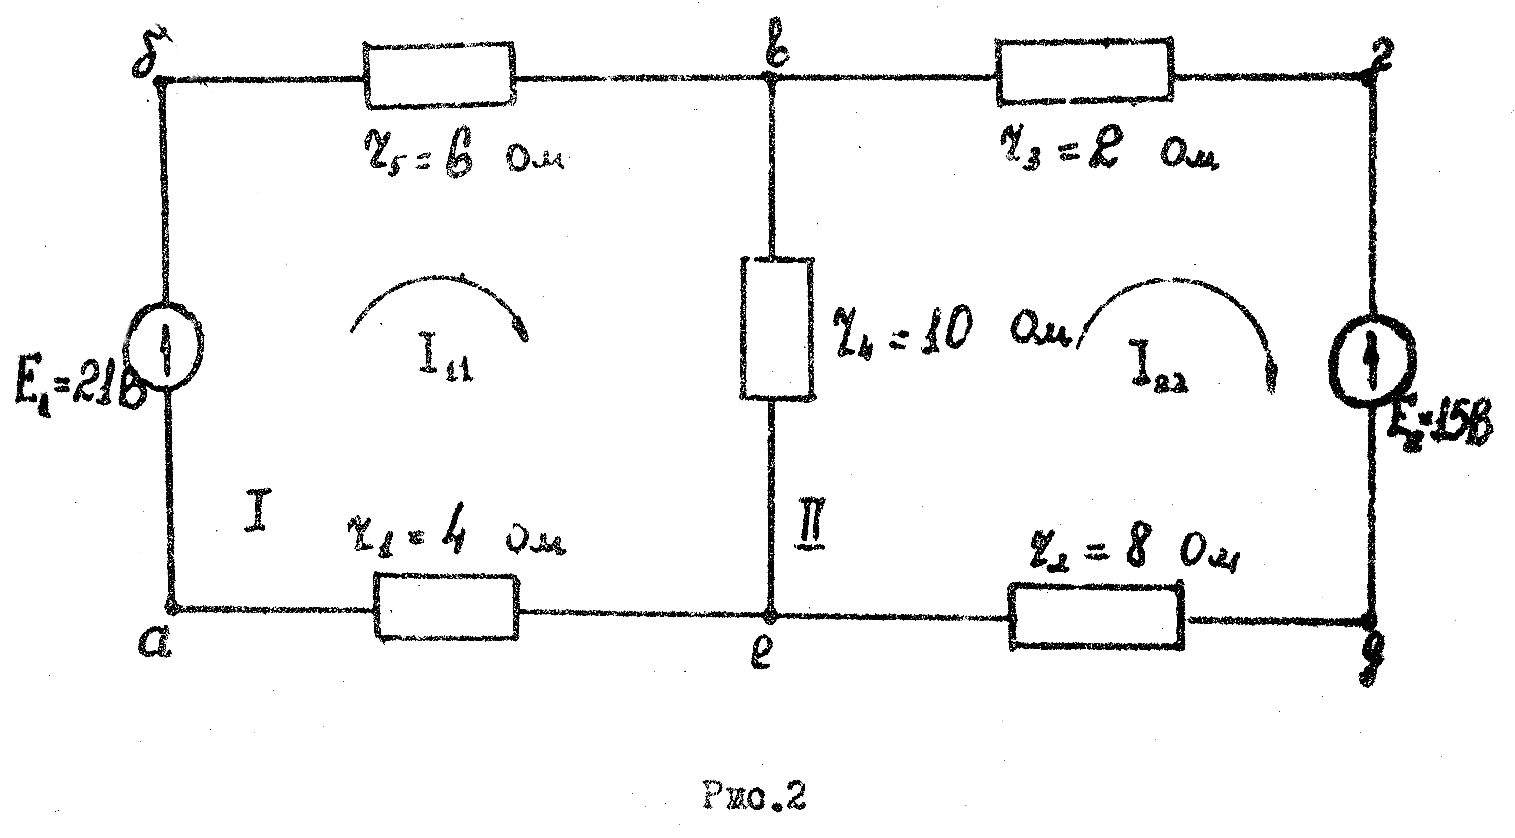 б
в
г
r₅ = 6 Ом
r₃ = 2 Ом
E₁ = 21В
I₁₁
r₄ = 10 Ом
I₂₂
E₂ = 15В
I
II
r₁ = 4 Ом
r₂ = 8 Ом
а
е
д
Рис.2